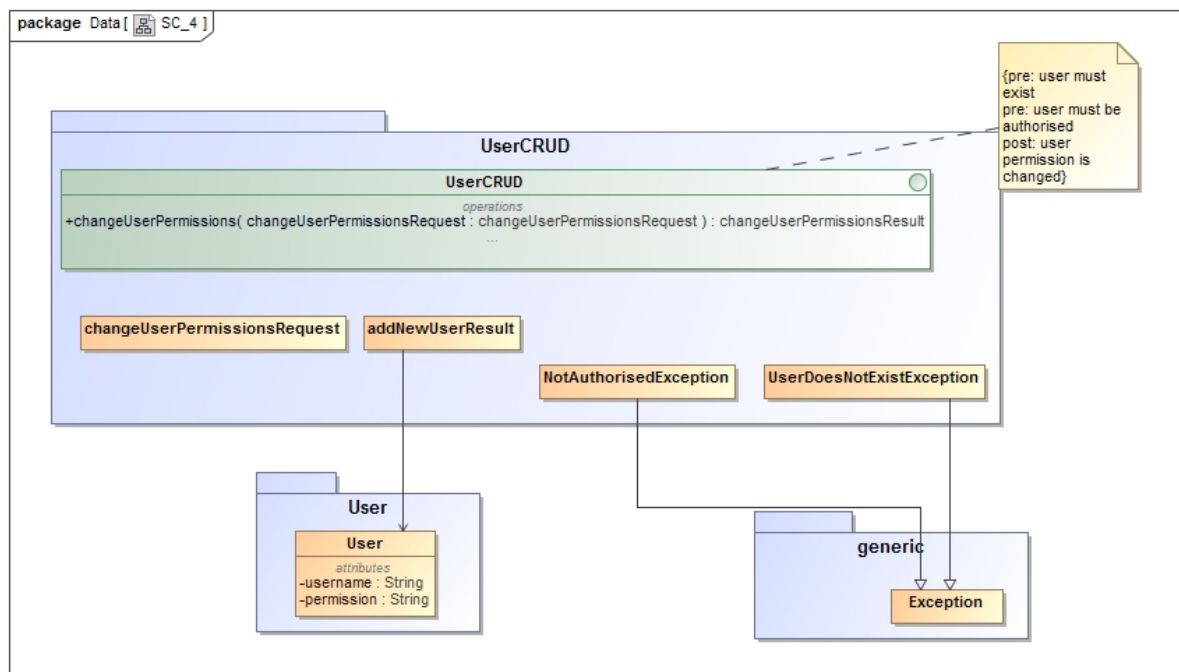 package Data [ SC_4 ]
{pre: user must
exist
pre: user must be
authorised
post: user
permission is
changed}
UserCRUD
UserCRUD
operations
+changeUserPermissions( changeUserPermissionsRequest : changeUserPermissionsRequest ) : changeUserPermissionsResult
...
changeUserPermissionsRequest
addNewUserResult
NotAuthorisedException
UserDoesNotExistException
User
User
attributes
-username : String
-permission : String
generic
Exception